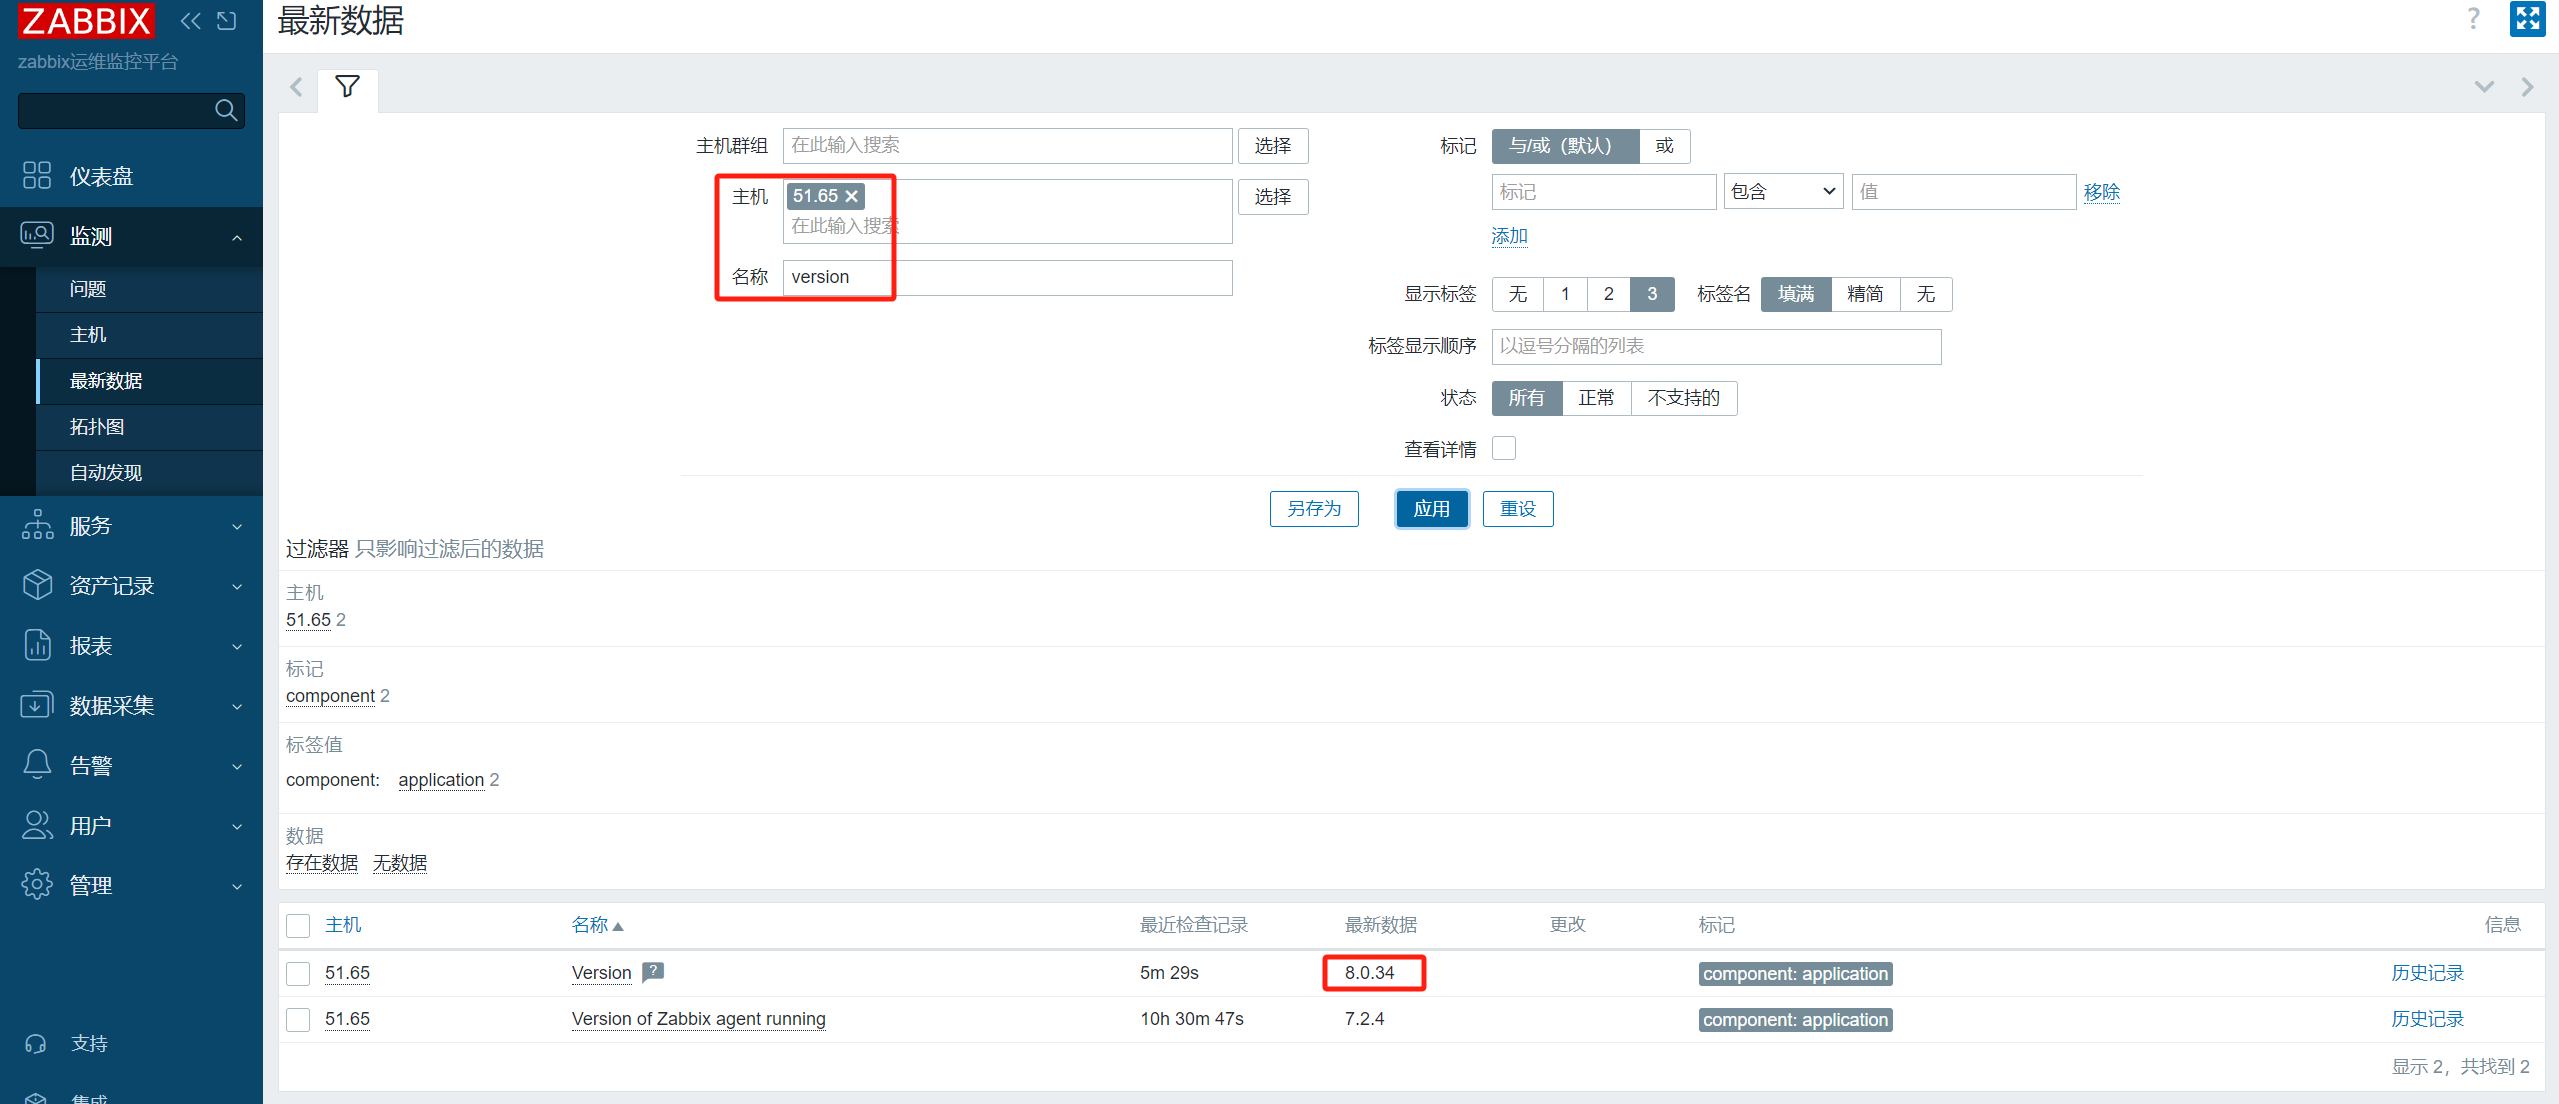 ZABBIX
zabbix运维监控平台
仪表盘
监测
问题
主机
最新数据
拓扑图
自动发现
服务
资产记录
报表
数据采集
告警
用户
管理
支持
集成
最新数据
?
主机群组 在此输入搜索 选择
主机 51.65 选择
在此输入搜索
名称 version
标记 与/或（默认） 或
标记 包含 值 移除
添加
显示标签 无 1 2 3 标签名 填满 精简 无
标签显示顺序 以逗号分隔的列表
状态 所有 正常 不支持的
查看详情
另存为 应用 重设
过滤器 只影响过滤后的数据
主机
51.65 2
标记
component 2
标签值
component: application 2
数据
存在数据 无数据
主机 名称 最近检查记录 最新数据 更改 标记 信息
51.65 Version ? 5m 29s 8.0.34 component: application 历史记录
51.65 Version of Zabbix agent running 10h 30m 47s 7.2.4 component: application 历史记录
显示 2，共找到 2